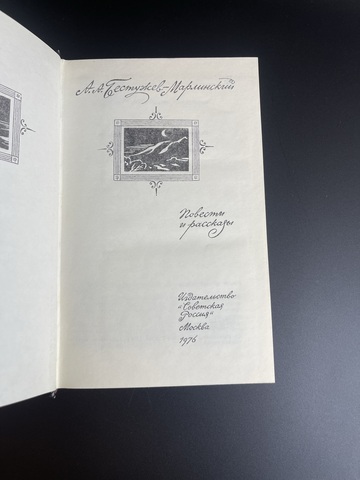 А. А. Бестужев-Марлинский
Повести
и рассказы
Издательство
"Советская
Россия"
Москва
1976